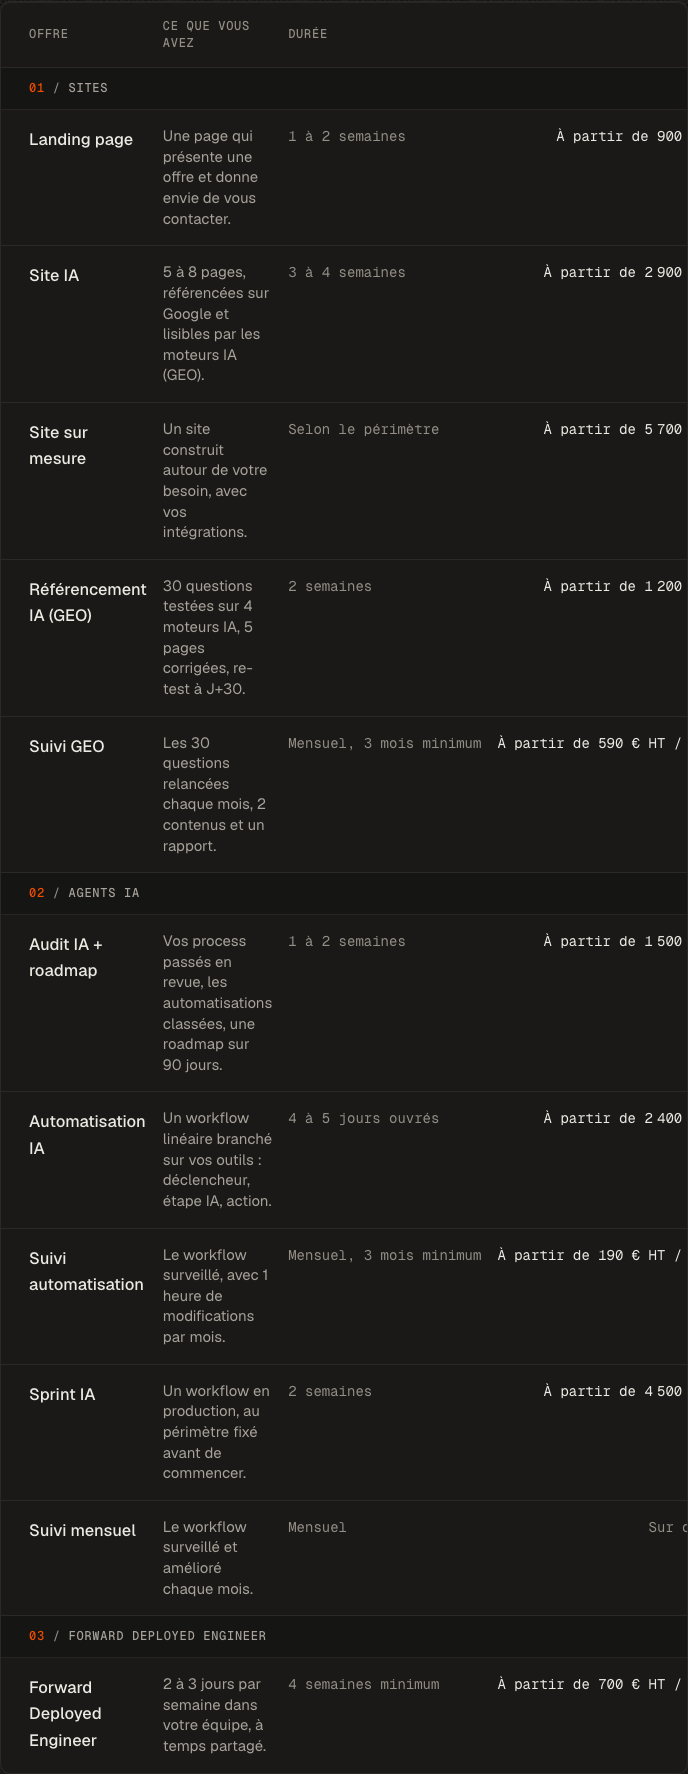 OFFRE
CE QUE VOUS
AVEZ
DURÉE
01 / SITES
Landing page
Une page qui
présente une
offre et donne
envie de vous
contacter.
1 à 2 semaines
À partir de 900
Site IA
5 à 8 pages,
référencées sur
Google et
lisibles par les
moteurs IA
(GEO).
3 à 4 semaines
À partir de 2 900
Site sur
mesure
Un site
construit
autour de votre
besoin, avec
vos
intégrations.
Selon le périmètre
À partir de 5 700
Référencement
IA (GEO)
30 questions
testées sur 4
moteurs IA, 5
pages
corrigées, re-
test à J+30.
2 semaines
À partir de 1 200
Suivi GEO
Les 30
questions
relancées
chaque mois, 2
contenus et un
rapport.
Mensuel, 3 mois minimum
À partir de 590 € HT /
02 / AGENTS IA
Audit IA +
roadmap
Vos process
passés en
revue, les
automatisations
classées, une
roadmap sur
90 jours.
1 à 2 semaines
À partir de 1 500
Automatisation
IA
Un workflow
linéaire branché
sur vos outils :
déclencheur,
étape IA, action.
4 à 5 jours ouvrés
À partir de 2 400
Suivi
automatisation
Le workflow
surveillé, avec 1
heure de
modifications
par mois.
Mensuel, 3 mois minimum
À partir de 190 € HT /
Sprint IA
Un workflow en
production, au
périmètre fixé
avant de
commencer.
2 semaines
À partir de 4 500
Suivi mensuel
Le workflow
surveillé et
amélioré
chaque mois.
Mensuel
Sur
03 / FORWARD DEPLOYED ENGINEER
Forward
Deployed
Engineer
2 à 3 jours par
semaine dans
votre équipe, à
temps partagé.
4 semaines minimum
À partir de 700 € HT /